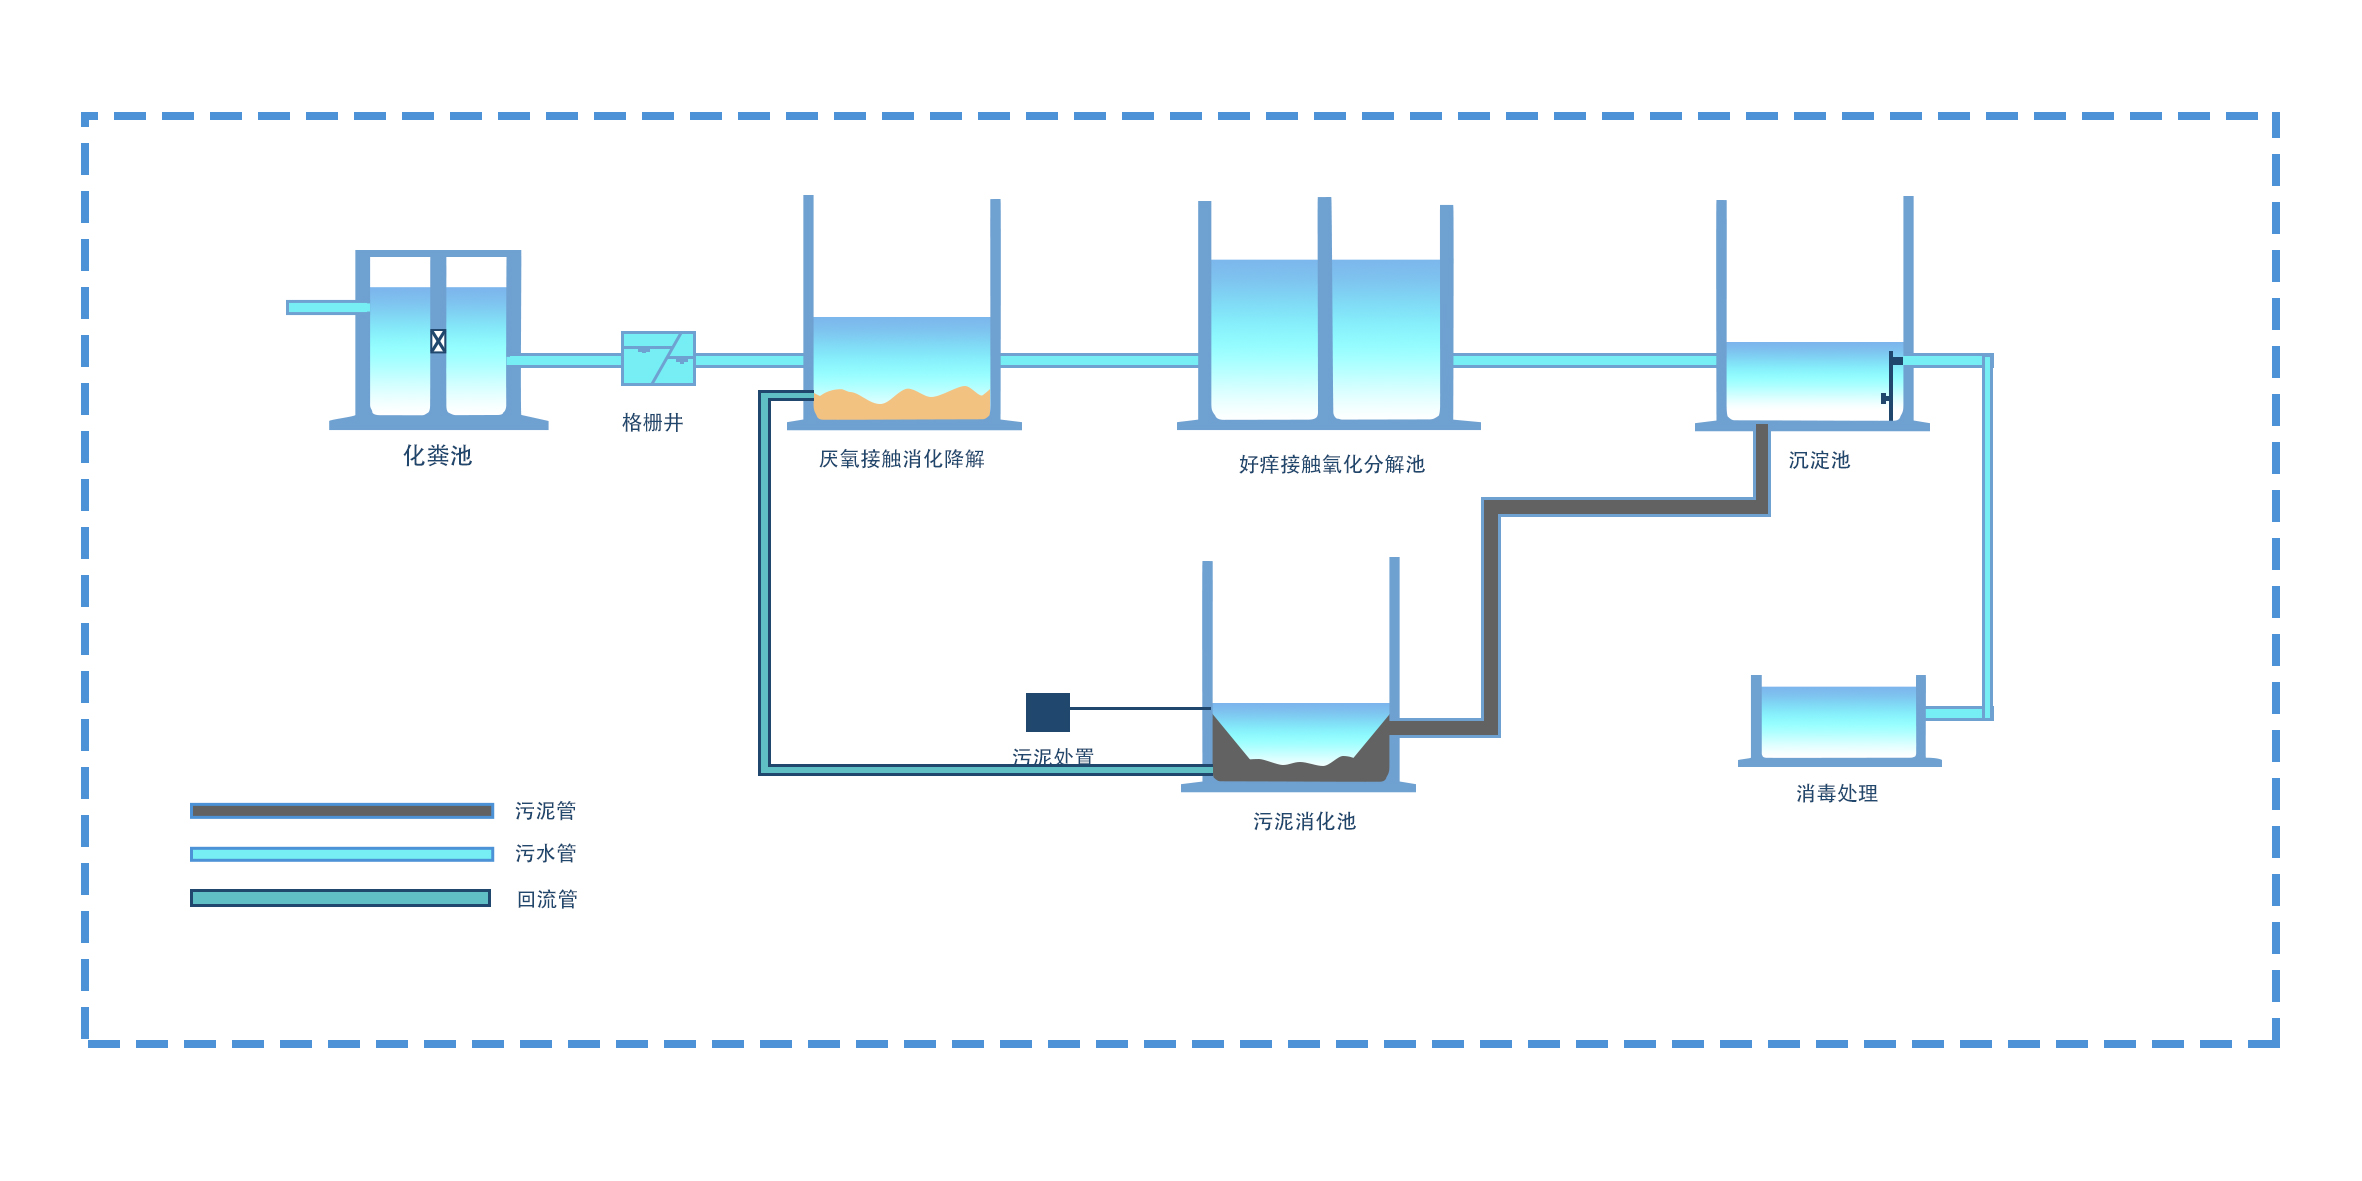 格栅井
化粪池
厌氧接触消化降解
好痒接触氧化分解池
沉淀池
污泥处置
消毒处理
污泥消化池
污泥管
污水管
回流管